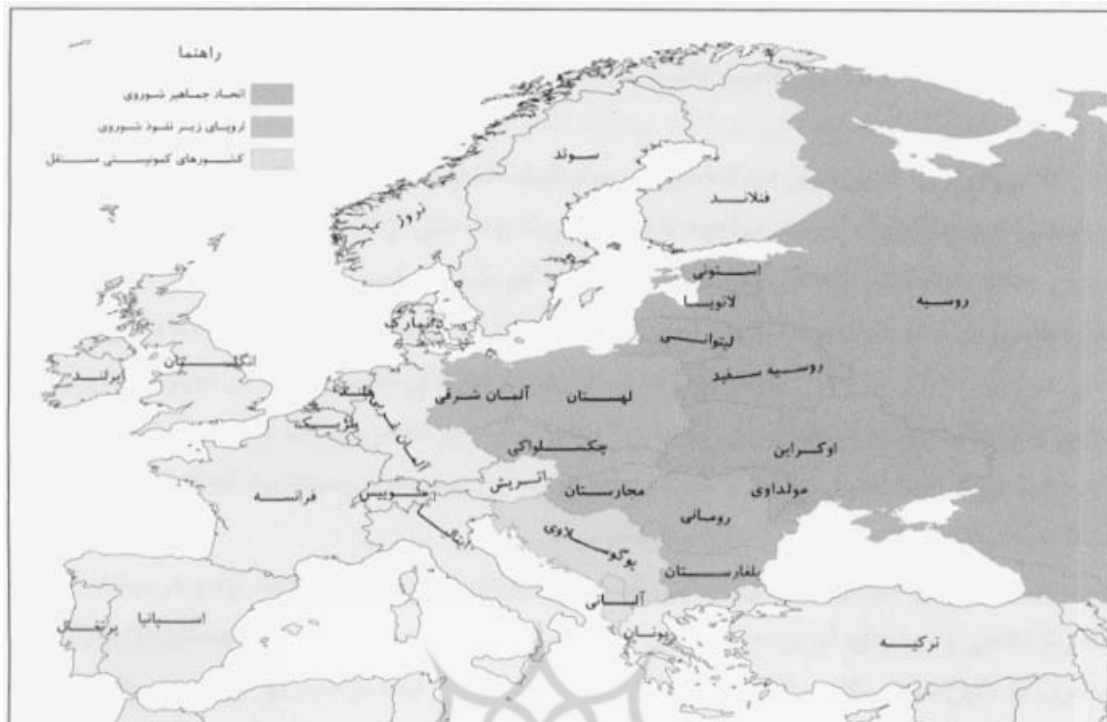 راهنما
اتحاد جماهیر شوروی
اروپای زیر نفوذ شوروی
کشورهای کمونیستی مستقل
سوئد
نروژ
فنلاند
استونی
لاتویا
لیتوانی
روسیه
روسیه سفید
دانمارک
انگلستان
ایرلند
هلند
بلژیک
آلمان غربی
آلمان شرقی
لهستان
چکسلواکی
اوکراین
اتریش
سویس
فرانسه
مجارستان
مولداوی
رومانی
یوگوسلاوی
بلغارستان
آلبانی
یونان
ترکیه
اسپانیا
پرتغال